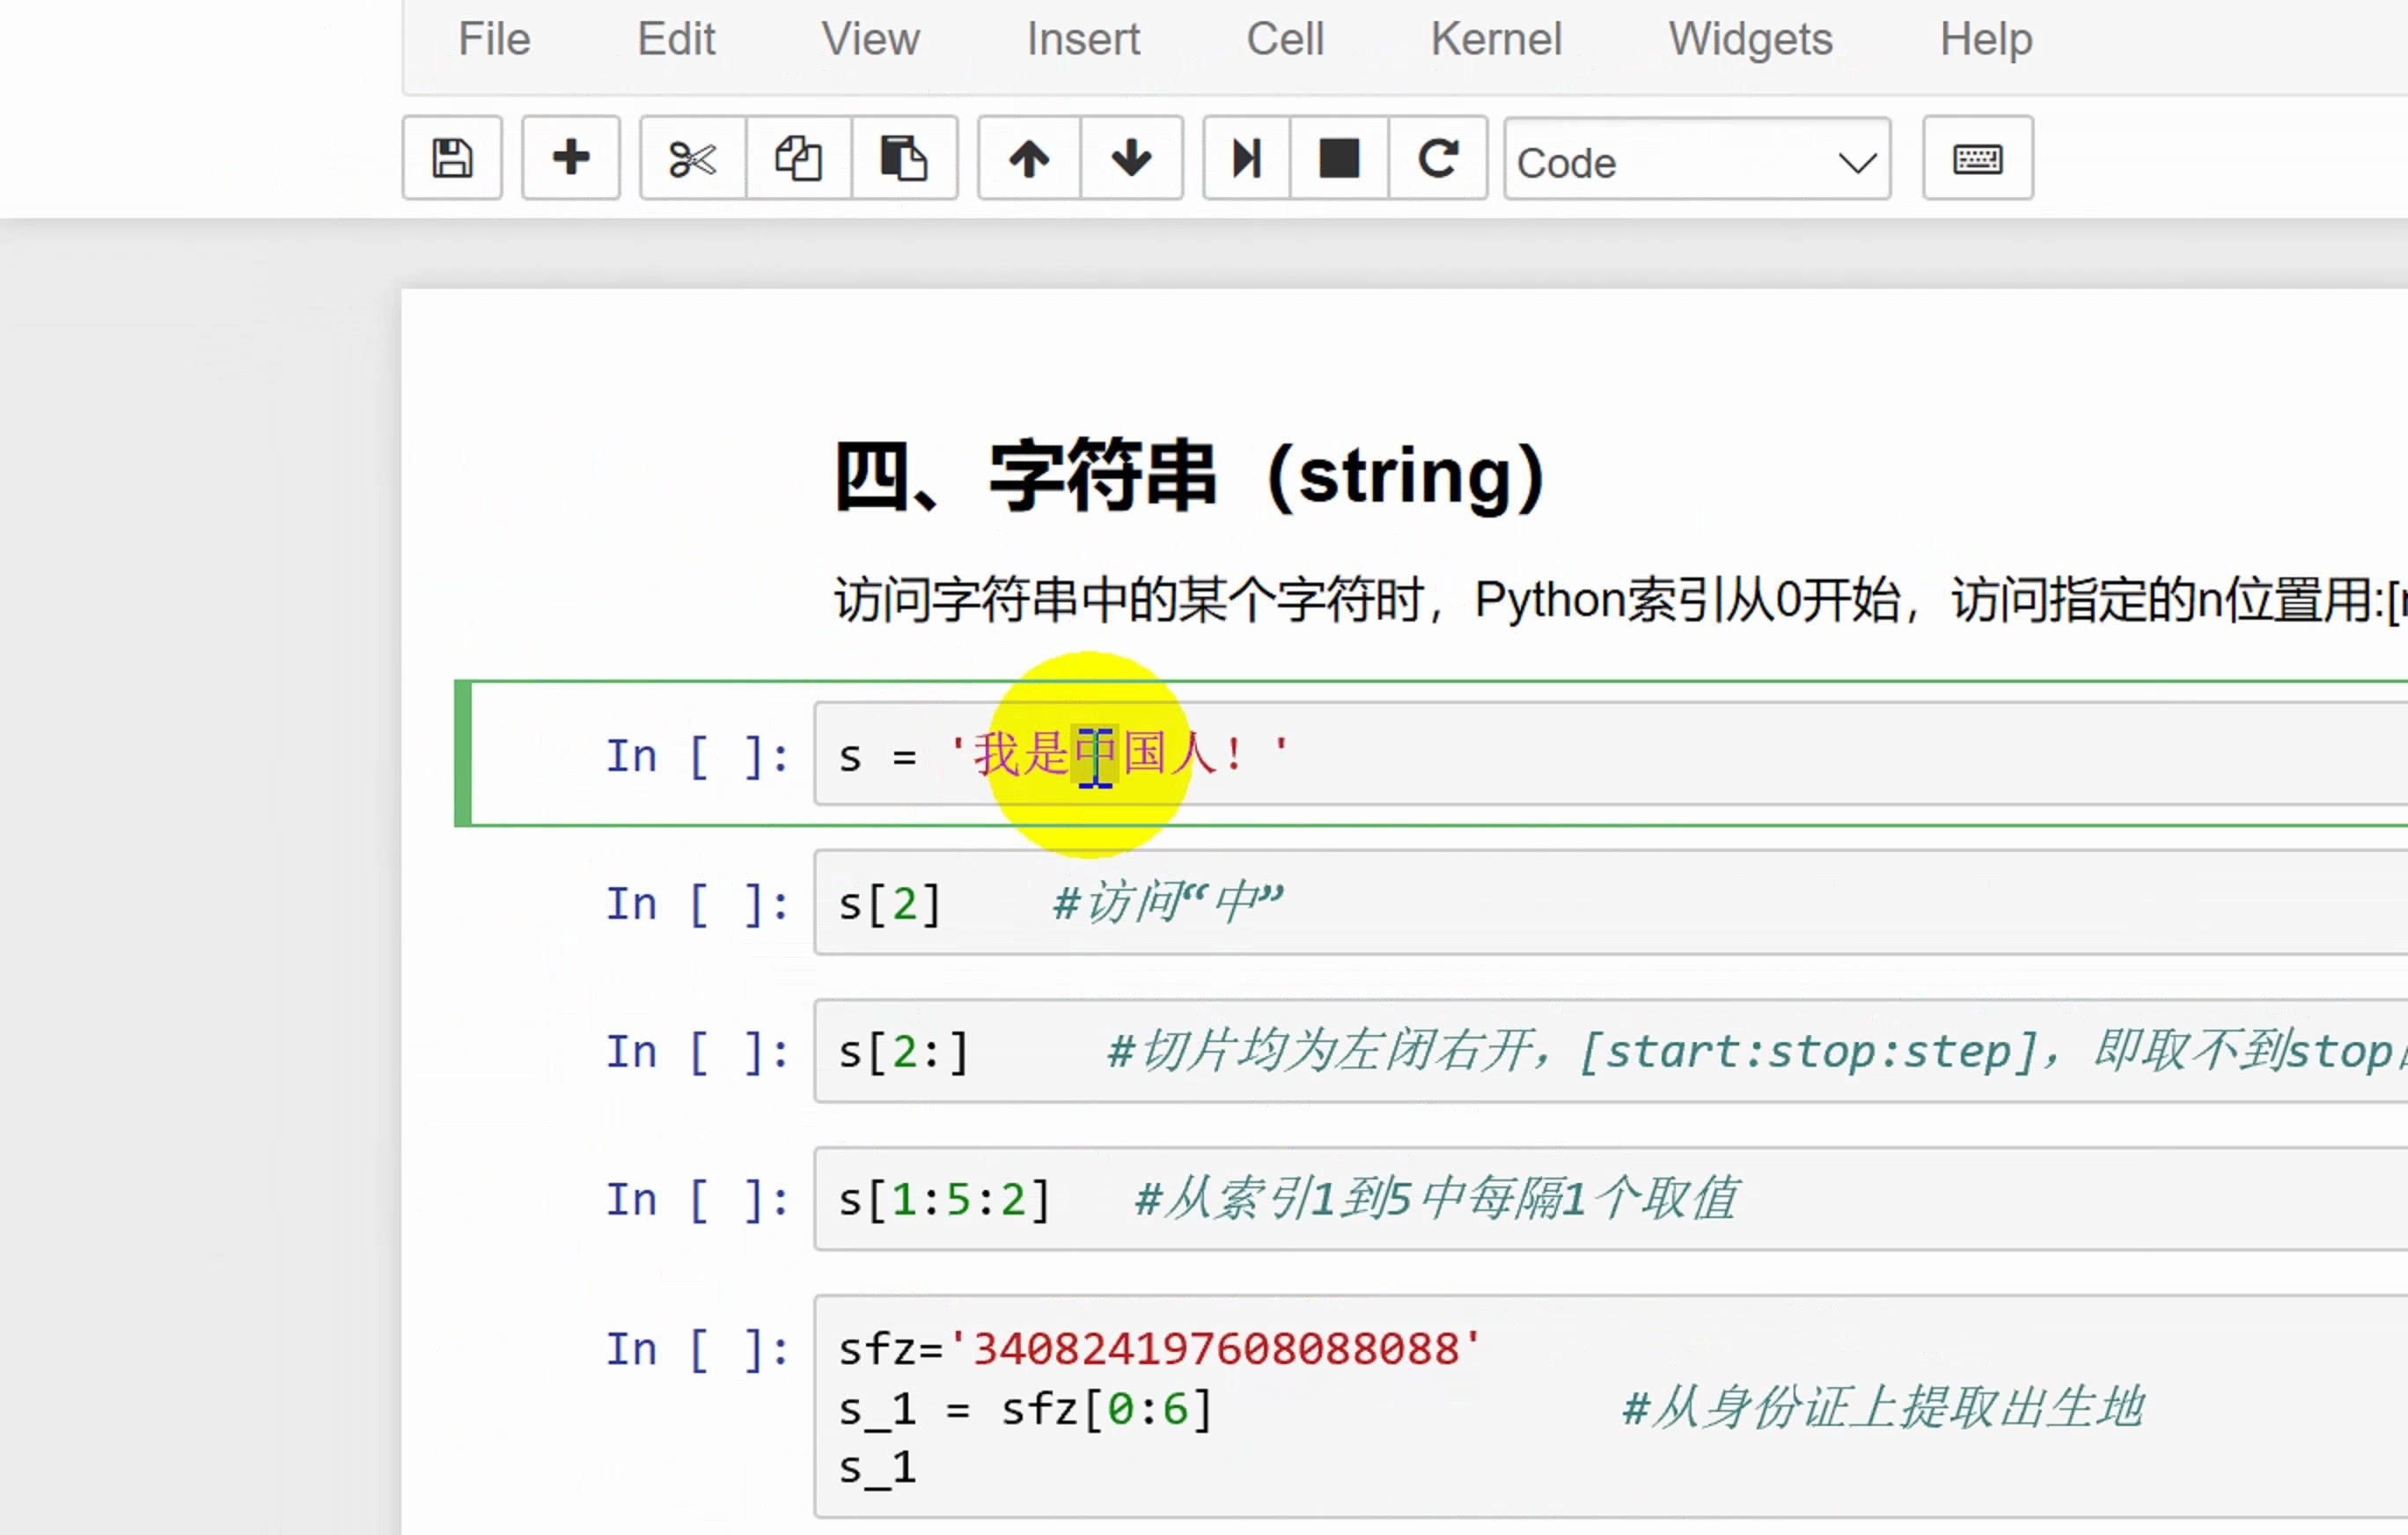 File Edit View Insert Cell Kernel Widgets Help
Code
四、字符串（string）
访问字符串中的某个字符时，Python索引从0开始，访问指定的n位置用:[
In [ ]: s = '我是中国人！'
In [ ]: s[2] #访问“中”
In [ ]: s[2:] #切片均为左闭右开，[start:stop:step]，即取不到stop
In [ ]: s[1:5:2] #从索引1到5中每隔1个取值
In [ ]: sfz='340824197608088088'
s_1 = sfz[0:6] #从身份证上提取出生地
s_1